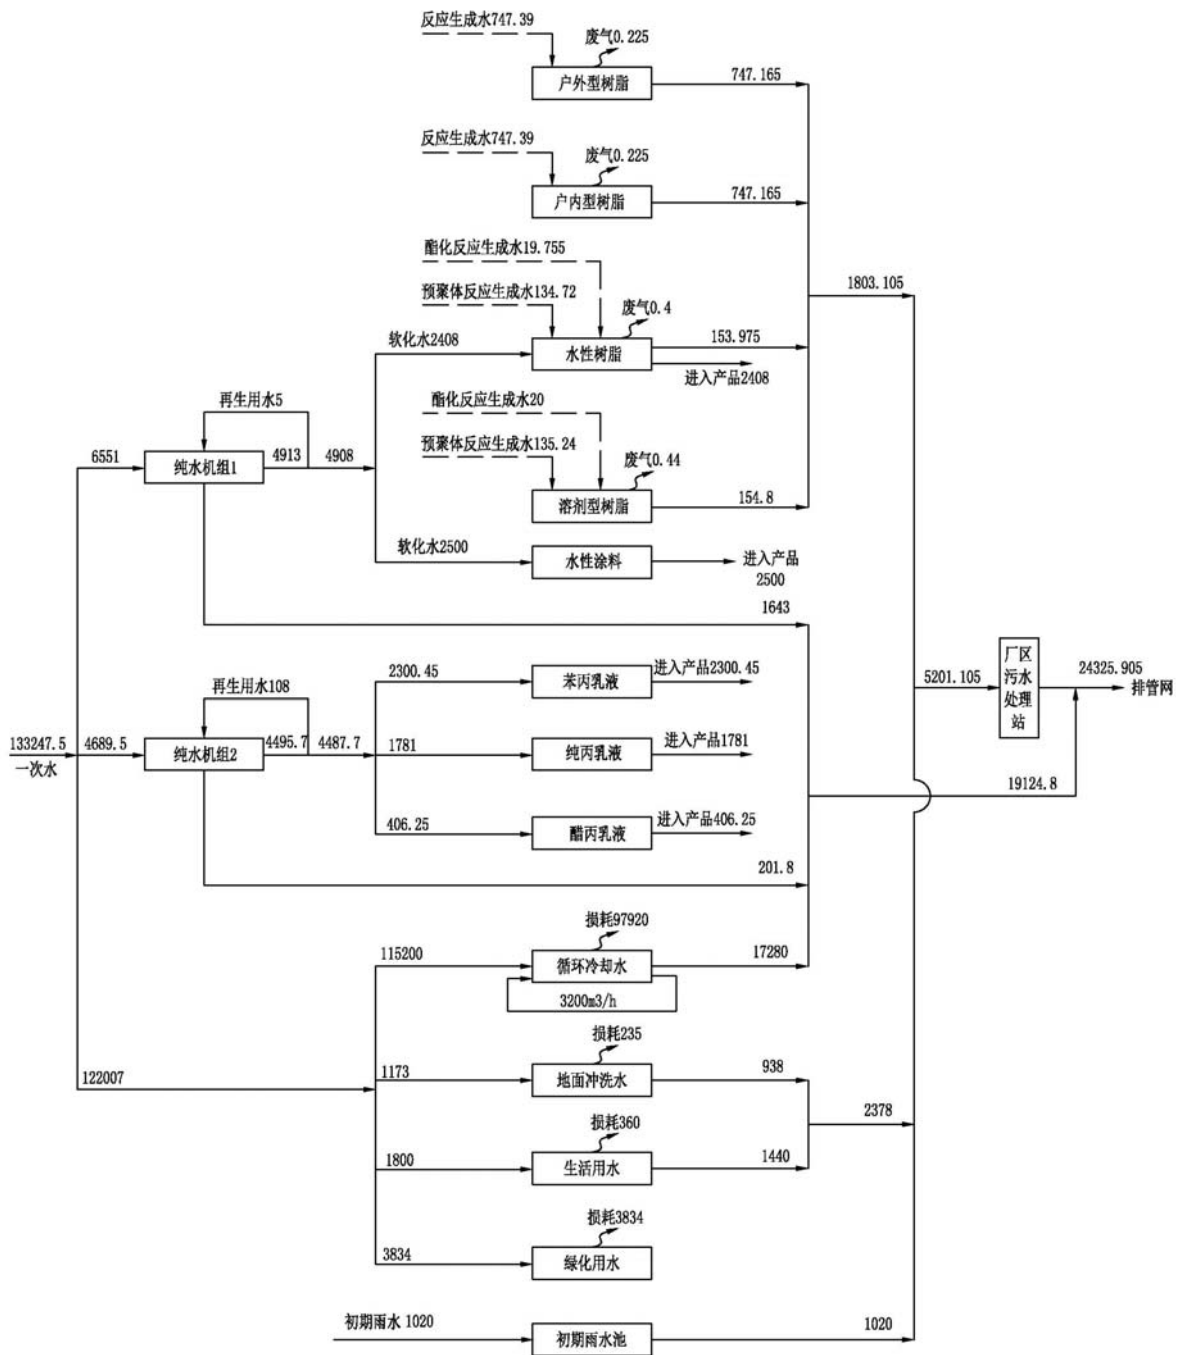 反应生成水747.39
废气0.225
户外型树脂
747.165
反应生成水747.39
废气0.225
户内型树脂
747.165
酯化反应生成水19.755
预聚体反应生成水134.72
废气0.4
软化水2408
水性树脂
153.975
进入产品2408
1803.105
再生用水5
酯化反应生成水20
6551
纯水机组1
4913
4908
预聚体反应生成水135.24
废气0.44
溶剂型树脂
154.8
软化水2500
水性涂料
进入产品
2500
1643
厂区
污水
处理
站
5201.105
24325.905
排管网
再生用水108
2300.45
苯丙乳液
进入产品2300.45
133247.5
一次水
4689.5
纯水机组2
4495.7
4487.7
1781
纯丙乳液
进入产品1781
19124.8
406.25
醋丙乳液
进入产品406.25
201.8
损耗97920
115200
循环冷却水
17280
3200m3/h
损耗235
122007
1173
地面冲洗水
938
2378
损耗360
1800
生活用水
1440
损耗3834
3834
绿化用水
初期雨水 1020
初期雨水池
1020